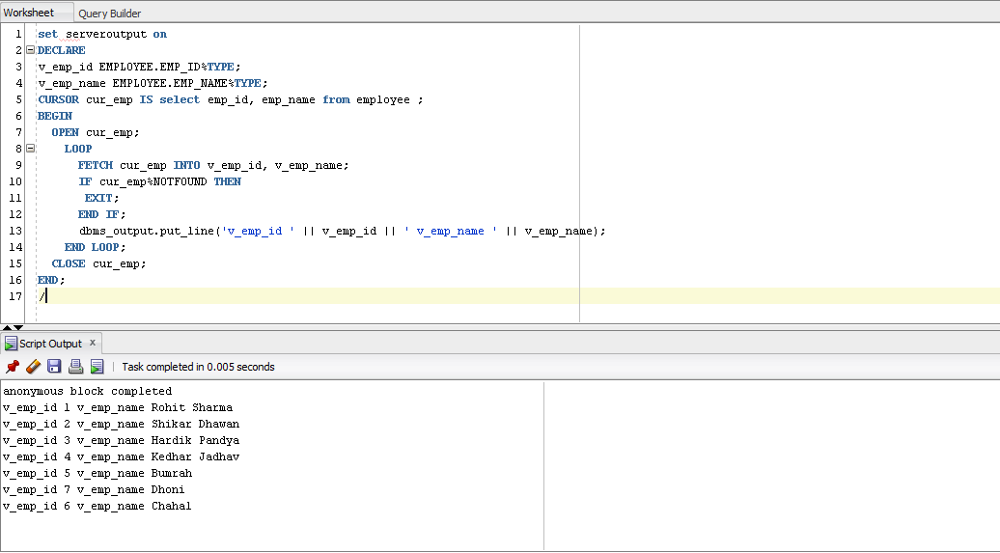 Worksheet Query Builder
1 set serveroutput on
2 DECLARE
3 v_emp_id EMPLOYEE.EMP_ID%TYPE;
4 v_emp_name EMPLOYEE.EMP_NAME%TYPE;
5 CURSOR cur_emp IS select emp_id, emp_name from employee ;
6 BEGIN
7 OPEN cur_emp;
8 LOOP
9 FETCH cur_emp INTO v_emp_id, v_emp_name;
10 IF cur_emp%NOTFOUND THEN
11 EXIT;
12 END IF;
13 dbms_output.put_line('v_emp_id ' || v_emp_id || ' v_emp_name ' || v_emp_name);
14 END LOOP;
15 CLOSE cur_emp;
16 END;
17 /
Script Output x
Task completed in 0.005 seconds
anonymous block completed
v_emp_id 1 v_emp_name Rohit Sharma
v_emp_id 2 v_emp_name Shikar Dhawan
v_emp_id 3 v_emp_name Hardik Pandya
v_emp_id 4 v_emp_name Kedhar Jadhav
v_emp_id 5 v_emp_name Bumrah
v_emp_id 7 v_emp_name Dhoni
v_emp_id 6 v_emp_name Chahal